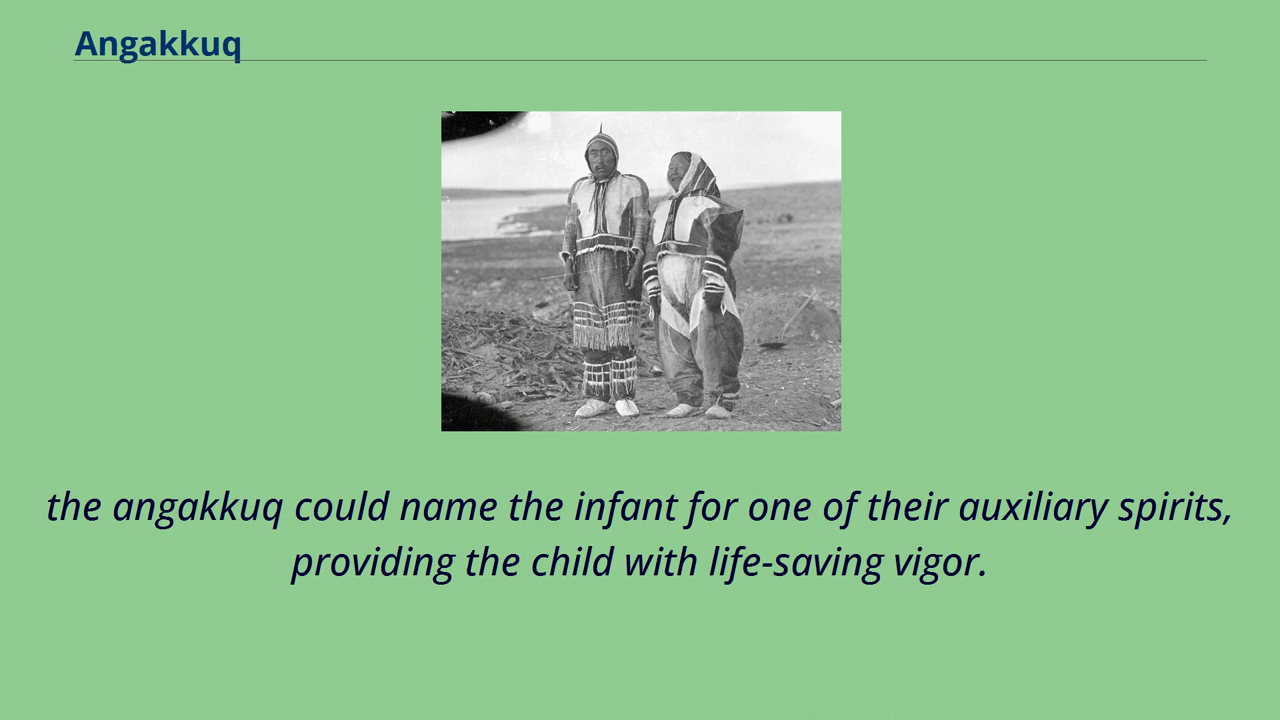 Angakkuq
the angakkuq could name the infant for one of their auxiliary spirits,
providing the child with life-saving vigor.